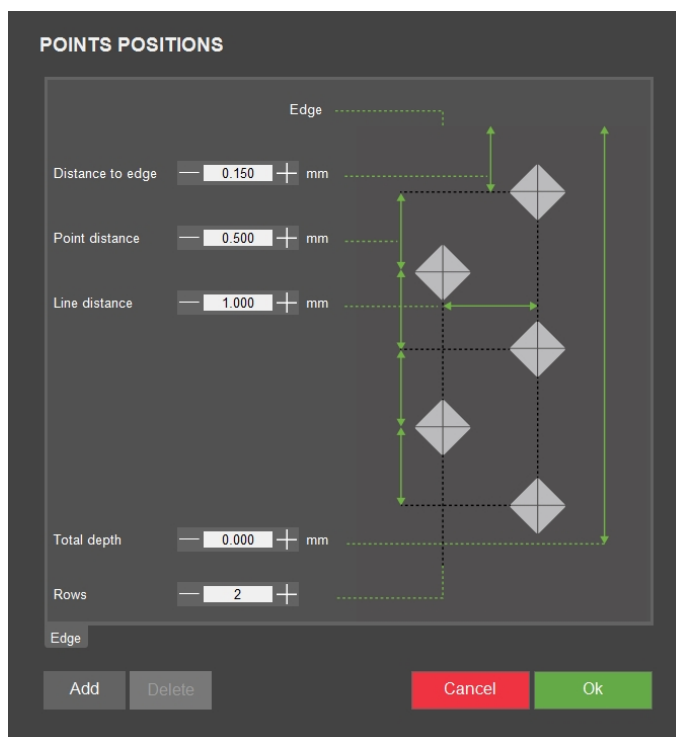 POINTS POSITIONS
Edge
Distance to edge — 0.150 + mm
Point distance — 0.500 + mm
Line distance — 1.000 + mm
Total depth — 0.000 + mm
Rows — 2 +
Edge
Add Delete Cancel Ok